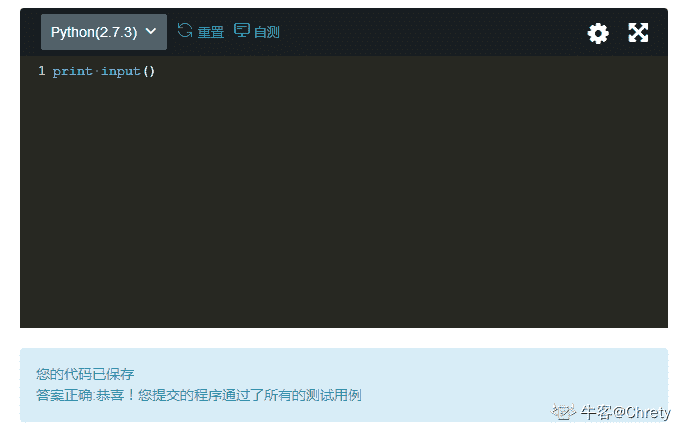 Python(2.7.3) 重置 自测
1 print input()
您的代码已保存
答案正确:恭喜！您提交的程序通过了所有的测试用例
牛客@Chrety